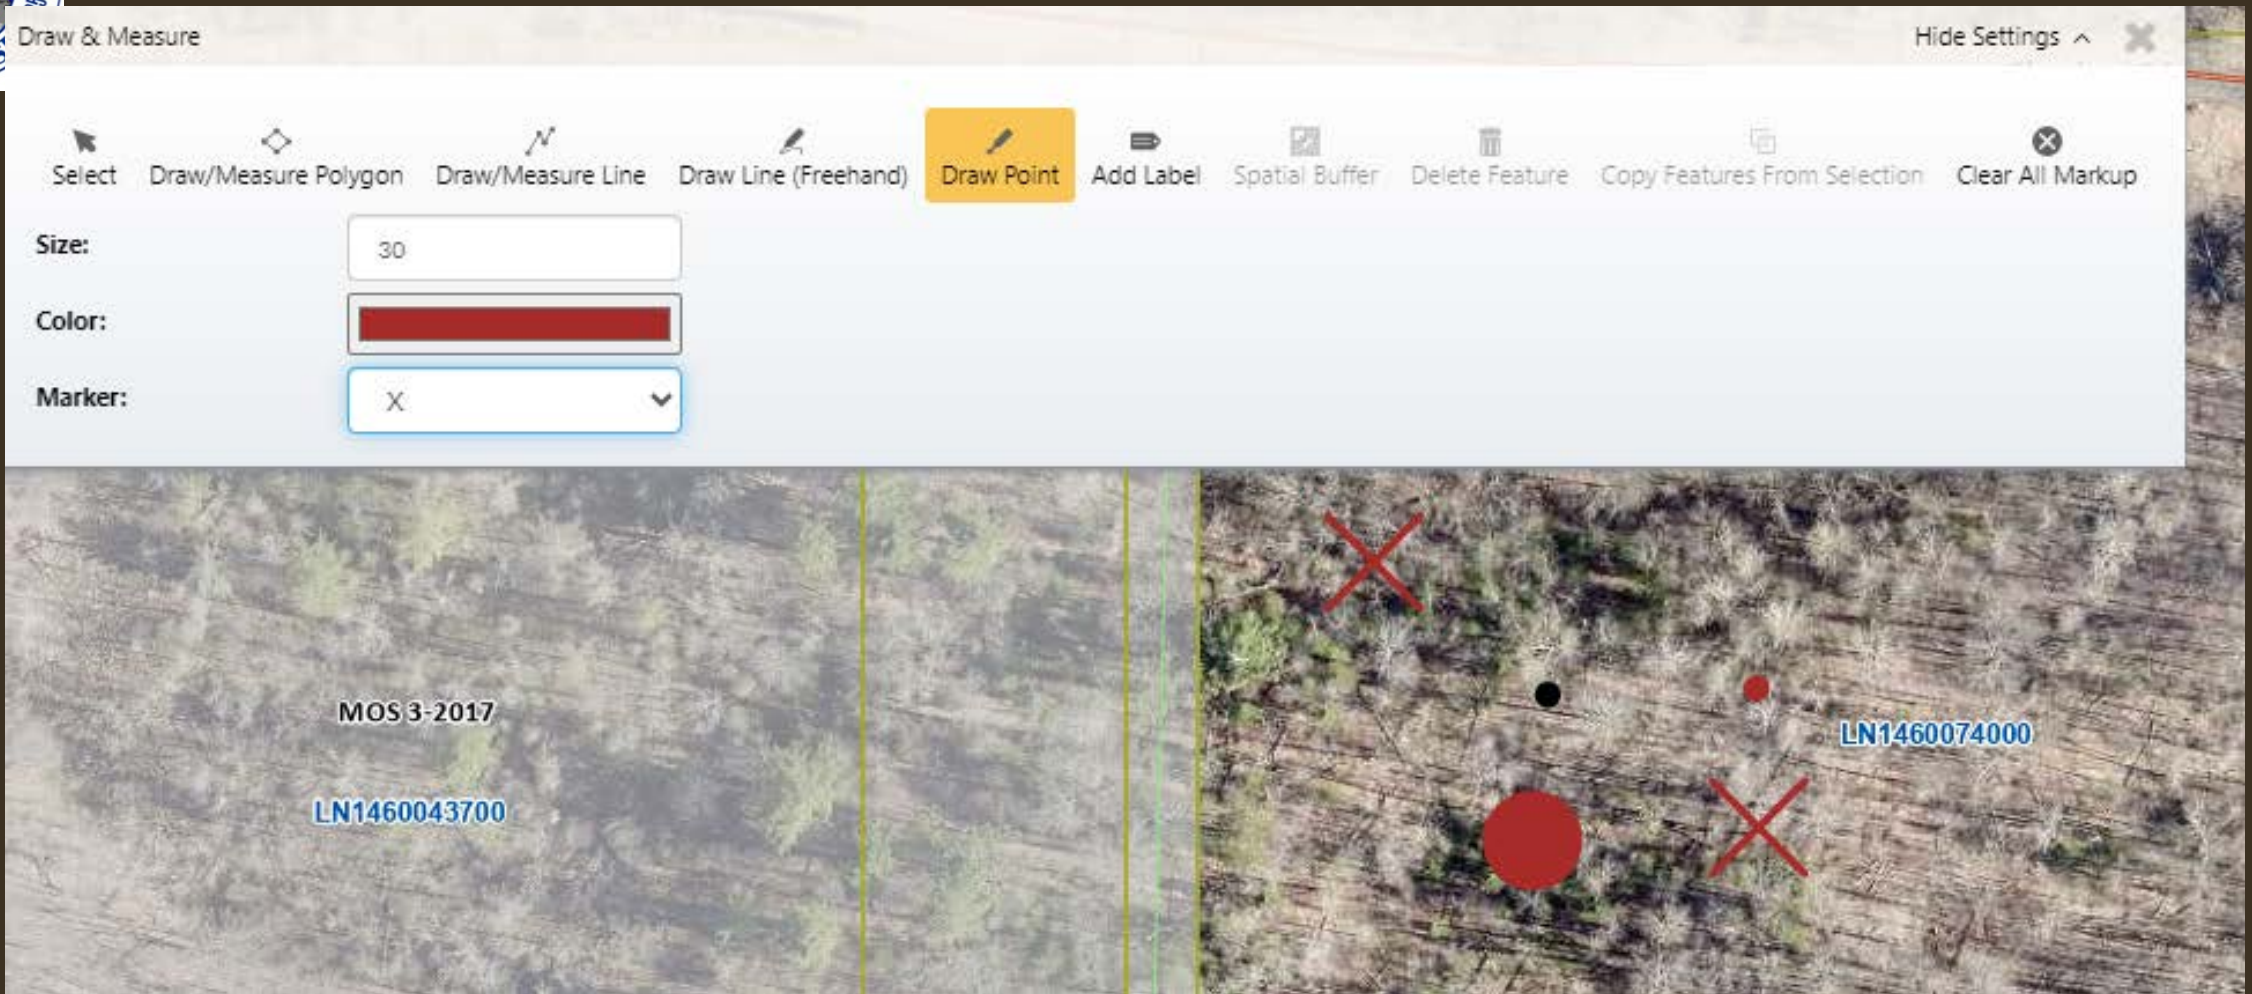 Draw & Measure
Hide Settings
Select Draw/Measure Polygon Draw/Measure Line Draw Line (Freehand) Draw Point Add Label Spatial Buffer Delete Feature Copy Features From Selection Clear All Markup
Size: 30
Color:
Marker: X
MOS 3-2017
LN1460074000
LN1460043700